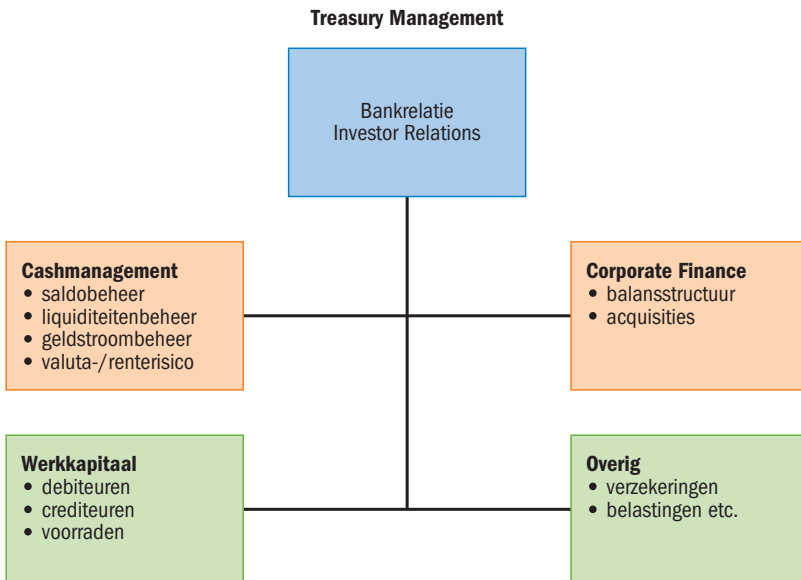 Treasury Management
Bankrelatie
Investor Relations
Cashmanagement
• saldobeheer
• liquiditeitenbeheer
• geldstroombeheer
• valuta-/renterisico
Corporate Finance
• balansstructuur
• acquisities
Werkkapitaal
• debiteuren
• crediteuren
• voorraden
Overig
• verzekeringen
• belastingen etc.